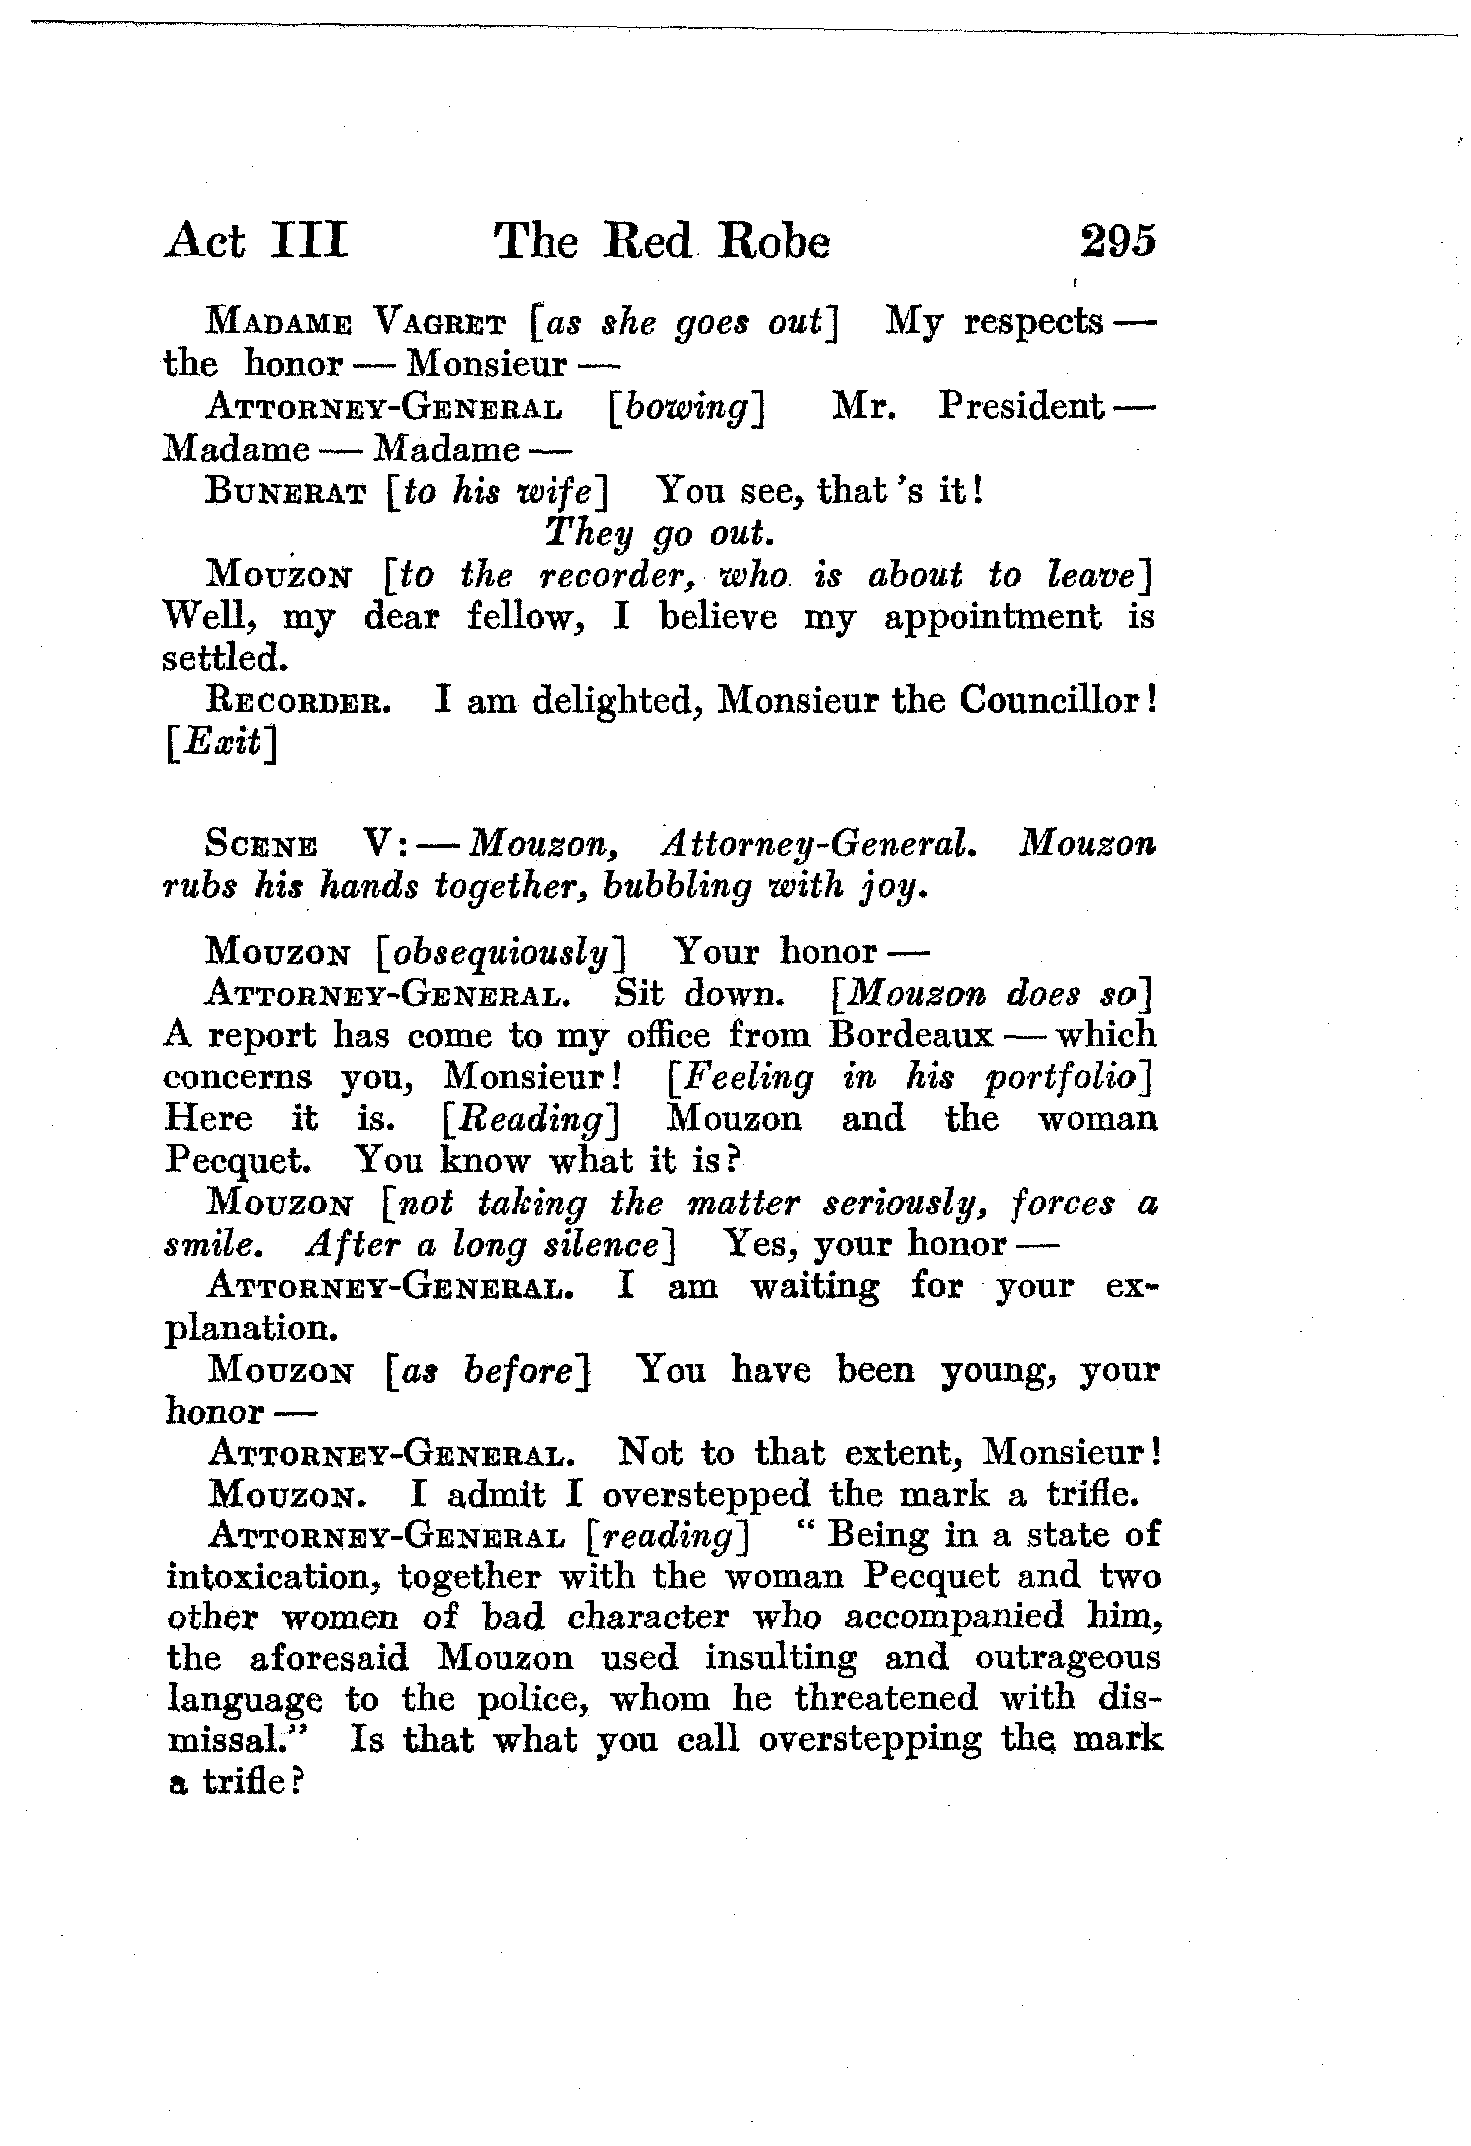 Act III The Red Robe 295
MADAME VAGRET [as she goes out] My respects —
the honor — Monsieur —
ATTORNEY-GENERAL [bowing] Mr. President —
Madame — Madame —
BUNERAT [to his wife] You see, that 's it!
They go out.
MOUZON [to the recorder, who is about to leave]
Well, my dear fellow, I believe my appointment is
settled.
RECORDER. I am delighted, Monsieur the Councillor!
[Exit]
SCENE V: — Mouzon, Attorney-General. Mouzon
rubs his hands together, bubbling with joy.
MOUZON [obsequiously] Your honor —
ATTORNEY-GENERAL. Sit down. [Mouzon does so]
A report has come to my office from Bordeaux — which
concerns you, Monsieur! [Feeling in his portfolio]
Here it is. [Reading] Mouzon and the woman
Pecquet. You know what it is?
MOUZON [not taking the matter seriously, forces a
smile. After a long silence] Yes, your honor —
ATTORNEY-GENERAL. I am waiting for your ex-
planation.
MOUZON [as before] You have been young, your
honor —
ATTORNEY-GENERAL. Not to that extent, Monsieur!
MOUZON. I admit I overstepped the mark a trifle.
ATTORNEY-GENERAL [reading] " Being in a state of
intoxication, together with the woman Pecquet and two
other women of bad character who accompanied him,
the aforesaid Mouzon used insulting and outrageous
language to the police, whom he threatened with dis-
missal." Is that what you call overstepping the mark
a trifle?